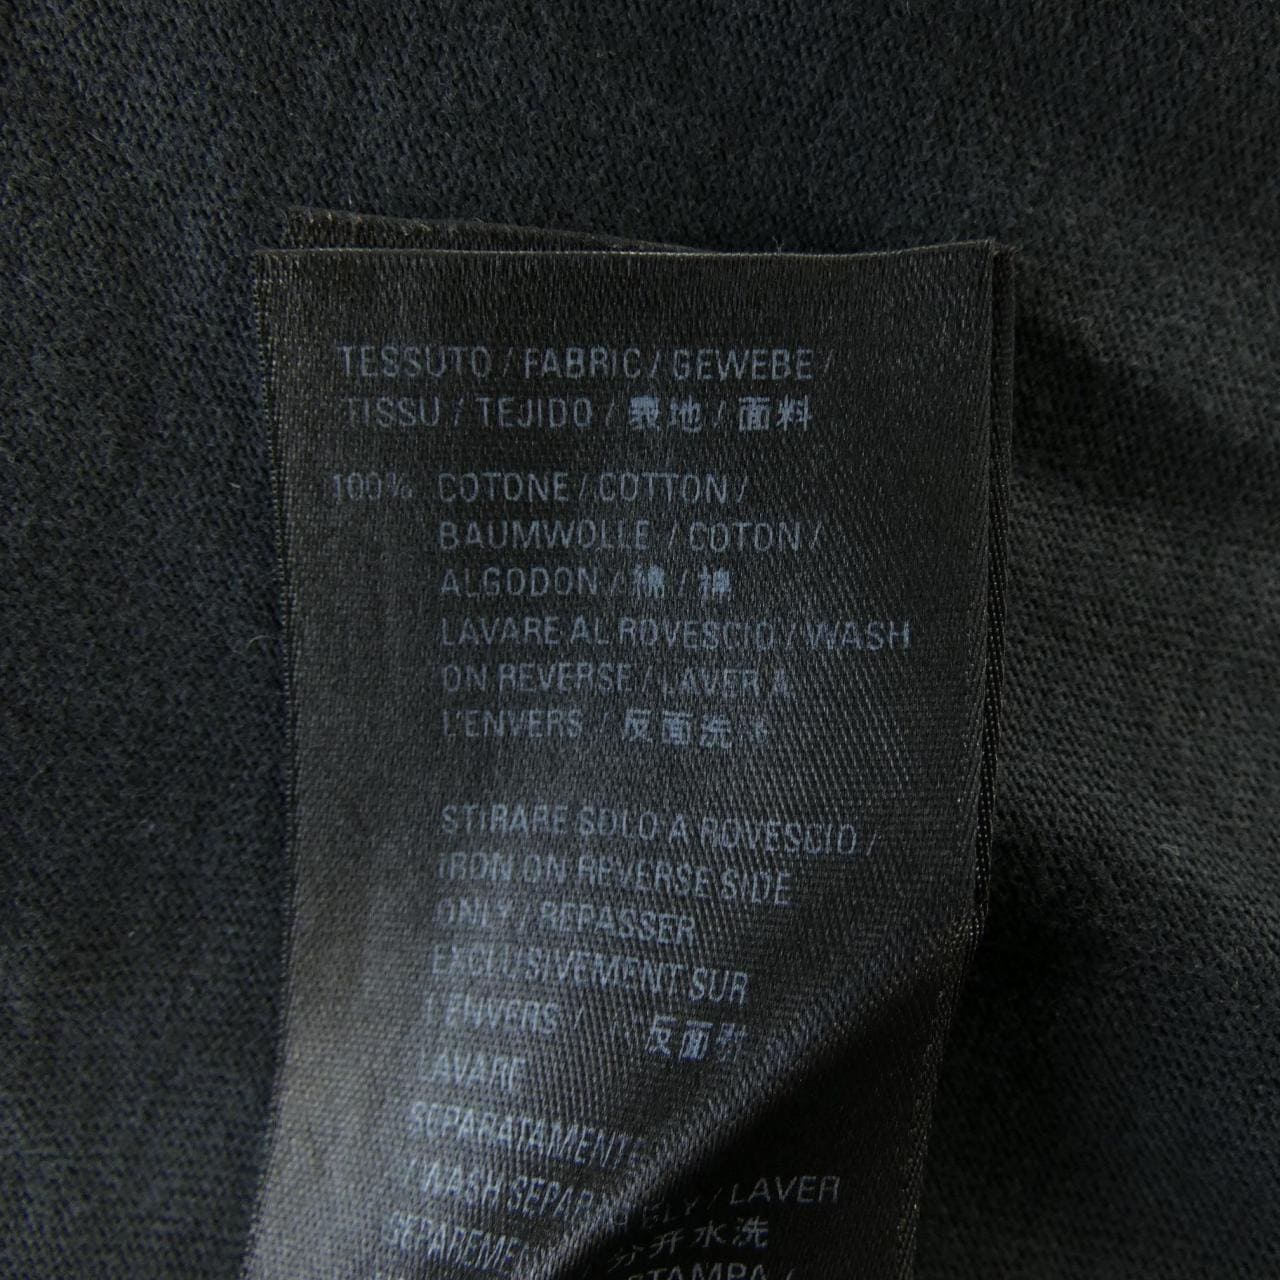 TESSUTO / FABRIC / GEWEBE /
TISSU / TEJIDO / 表地 / 面料
100% COTONE / COTTON /
BAUMWOLLE / COTON /
ALGODON / 綿 / 棉
LAVARE AL ROVESCIO / WASH
ON REVERSE / LAVER A
L'ENVERS / 反面洗
STIRARE SOLO A ROVESCIO /
IRON ON REVERSE SIDE
ONLY / REPASSER
EXCLUSIVEMENT SUR
L'ENVERS / 反面
LAVARE
SEPARATAMENTE
/ WASH SEPARATELY / LAVER
分开水洗
STAMPA /